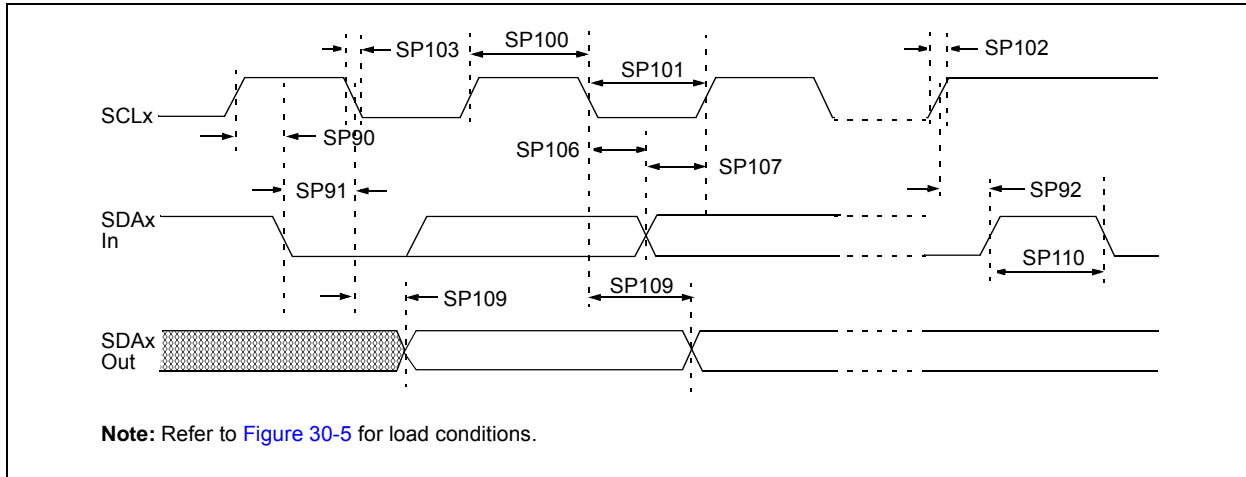 SP103
SP100
SP101
SP102
SCLx
SP90
SP106
SP107
SP91
SP92
SDAx
In
SP110
SP109
SP109
SDAx
Out
Note: Refer to Figure 30-5 for load conditions.